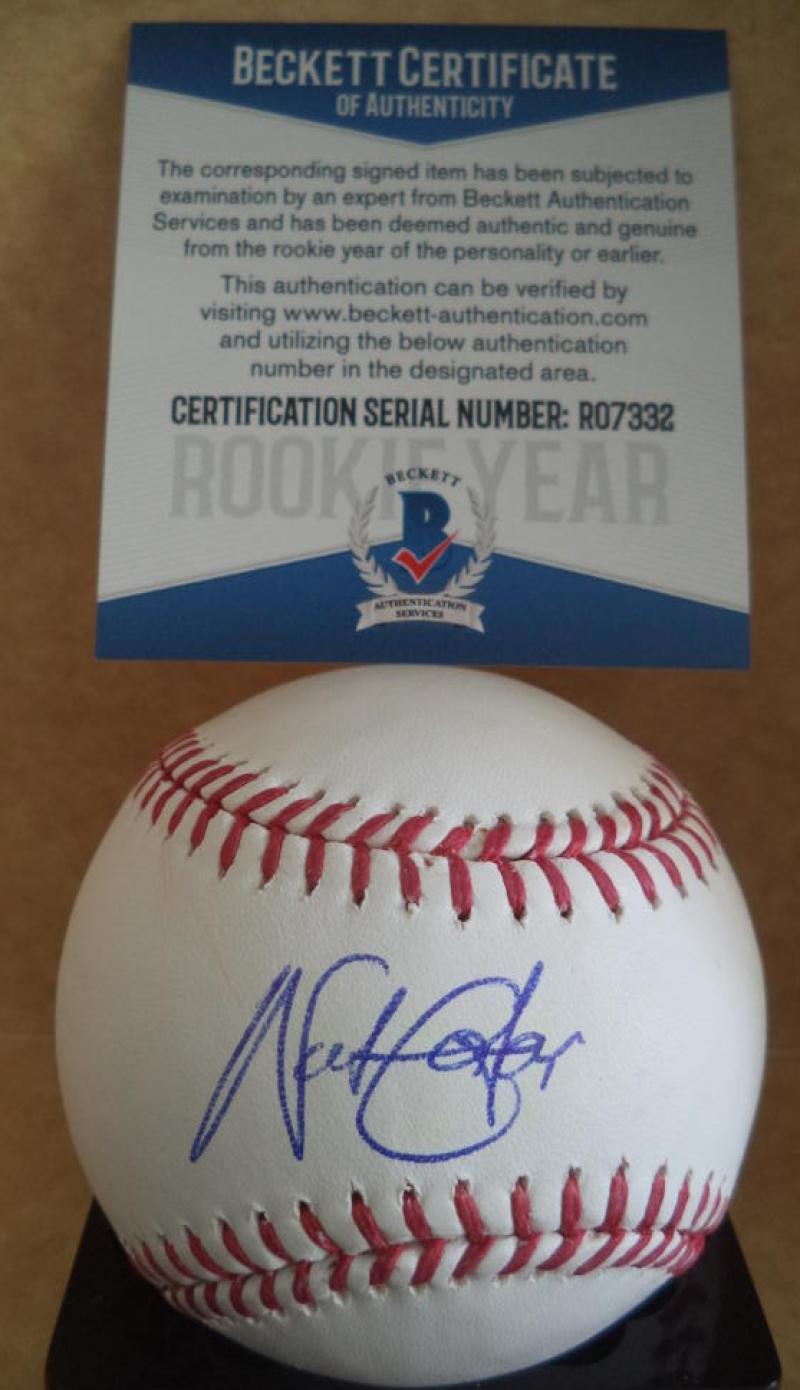 BECKETT CERTIFICATE
OF AUTHENTICITY
The corresponding signed item has been subjected to
examination by an expert from Beckett Authentication
Services and has been deemed authentic and genuine
from the rookie year of the personality or earlier.
This authentication can be verified by
visiting www.beckett-authentication.com
and utilizing the below authentication
number in the designated area.
CERTIFICATION SERIAL NUMBER: R07332
ROOKIE YEAR
BECKETT
B
AUTHENTICATION
SERVICES